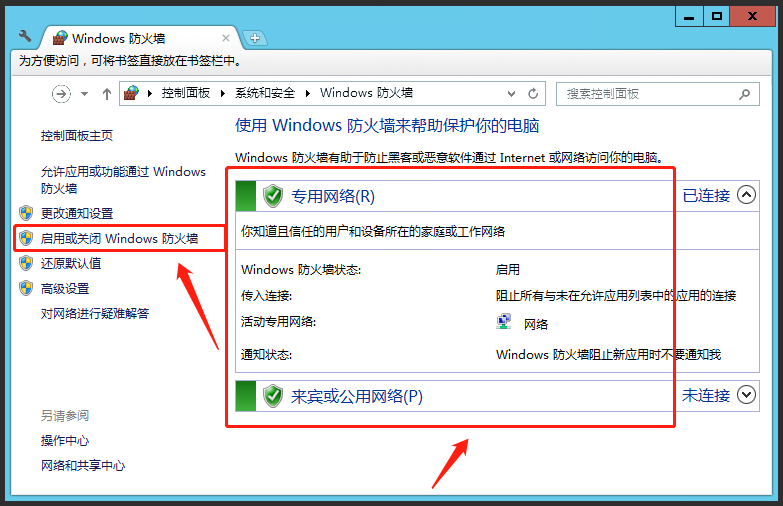 Windows 防火墙
为方便访问，可将书签直接放在书签栏中。
控制面板 系统和安全 Windows 防火墙
搜索控制面板
控制面板主页
允许应用或功能通过 Windows
防火墙
更改通知设置
启用或关闭 Windows 防火墙
还原默认值
高级设置
对网络进行疑难解答
另请参阅
操作中心
网络和共享中心
使用 Windows 防火墙来帮助保护你的电脑
Windows 防火墙有助于防止黑客或恶意软件通过 Internet 或网络访问你的电脑。
专用网络(R) 已连接
你知道且信任的用户和设备所在的家庭或工作网络
Windows 防火墙状态: 启用
传入连接: 阻止所有与未在允许应用列表中的应用的连接
活动专用网络: 网络
通知状态: Windows 防火墙阻止新应用时不要通知我
来宾或公用网络(P) 未连接